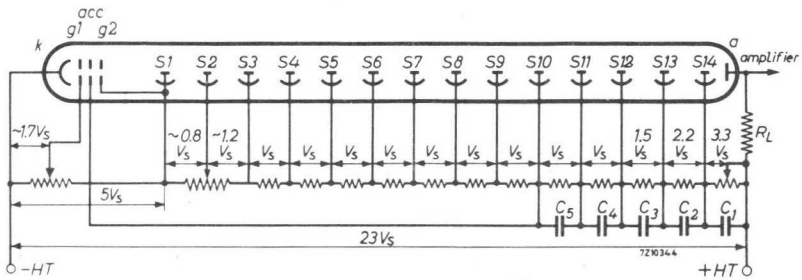 acc
k g1 g2 S1 S2 S3 S4 S5 S6 S7 S8 S9 S10 S11 S12 S13 S14 a
amplifier
~1.7VS ~0.8 VS ~1.2 VS VS VS VS VS VS VS VS VS VS 1.5 VS 2.2 VS 3.3 VS RL
5VS
C5 C4 C3 C2 C1
23VS
7Z10344
-HT +HT